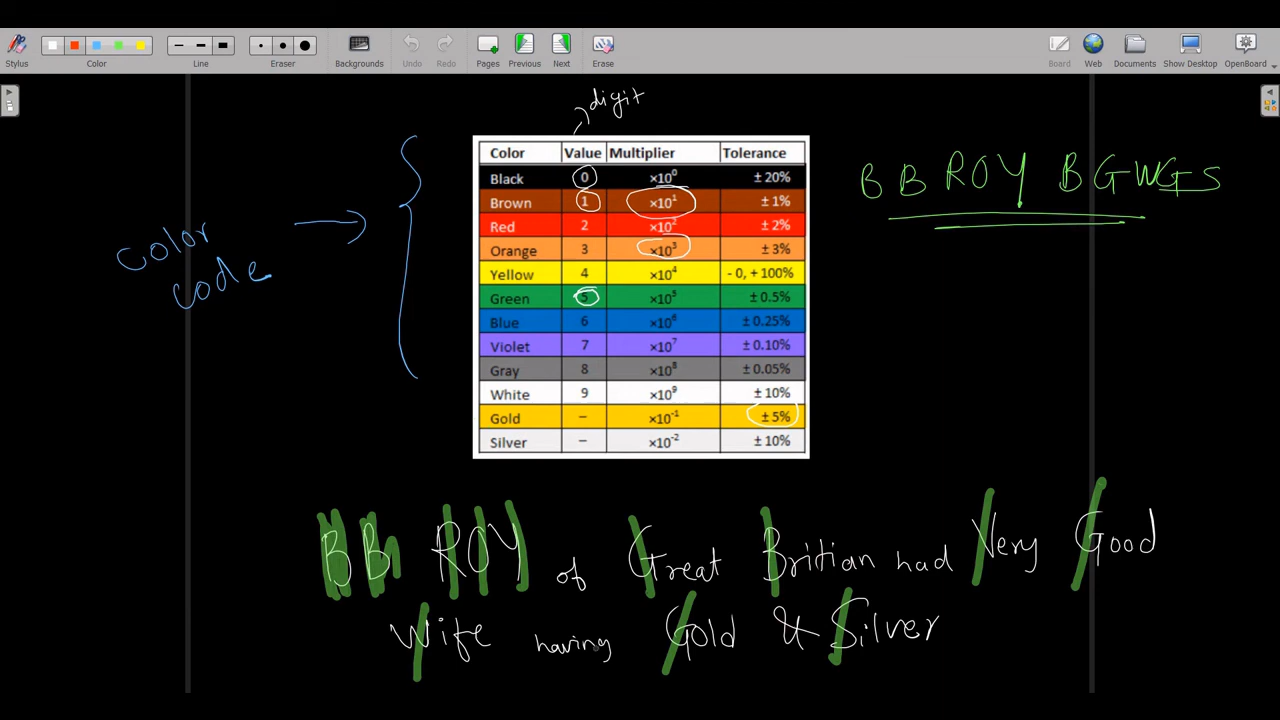 Stylus Color Line Eraser Backgrounds Undo Redo Pages Previous Next Erase Board Web Documents Show Desktop OpenBoard
digit
Color Value Multiplier Tolerance
Black 0 ×10⁰ ± 20%
Brown 1 ×10¹ ± 1%
Red 2 ×10² ± 2%
Orange 3 ×10³ ± 3%
Yellow 4 ×10⁴ - 0, + 100%
Green 5 ×10⁵ ± 0.5%
Blue 6 ×10⁶ ± 0.25%
Violet 7 ×10⁷ ± 0.10%
Gray 8 ×10⁸ ± 0.05%
White 9 ×10⁹ ± 10%
Gold – ×10⁻¹ ± 5%
Silver – ×10⁻² ± 10%
B B ROY B G W G S
color
code
B B ROY of Great Britian had Very Good
Wife having Gold & Silver